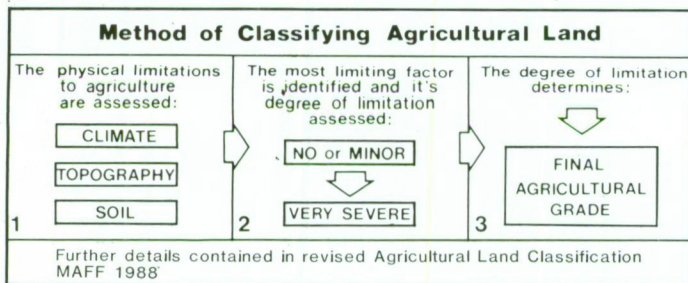 Method of Classifying Agricultural Land
The physical limitations
to agriculture
are assessed:
CLIMATE
TOPOGRAPHY
SOIL
1
The most limiting factor
is identified and it's
degree of limitation
assessed:
NO or MINOR
VERY SEVERE
2
The degree of limitation
determines:
FINAL
AGRICULTURAL
GRADE
3
Further details contained in revised Agricultural Land Classification
MAFF 1988